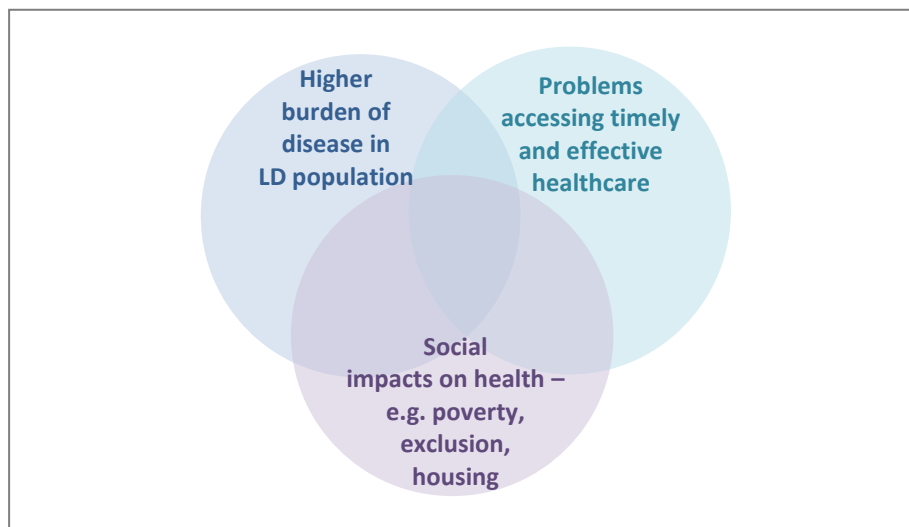 Higher
burden of
disease in
LD population
Problems
accessing timely
and effective
healthcare
Social
impacts on health –
e.g. poverty,
exclusion,
housing